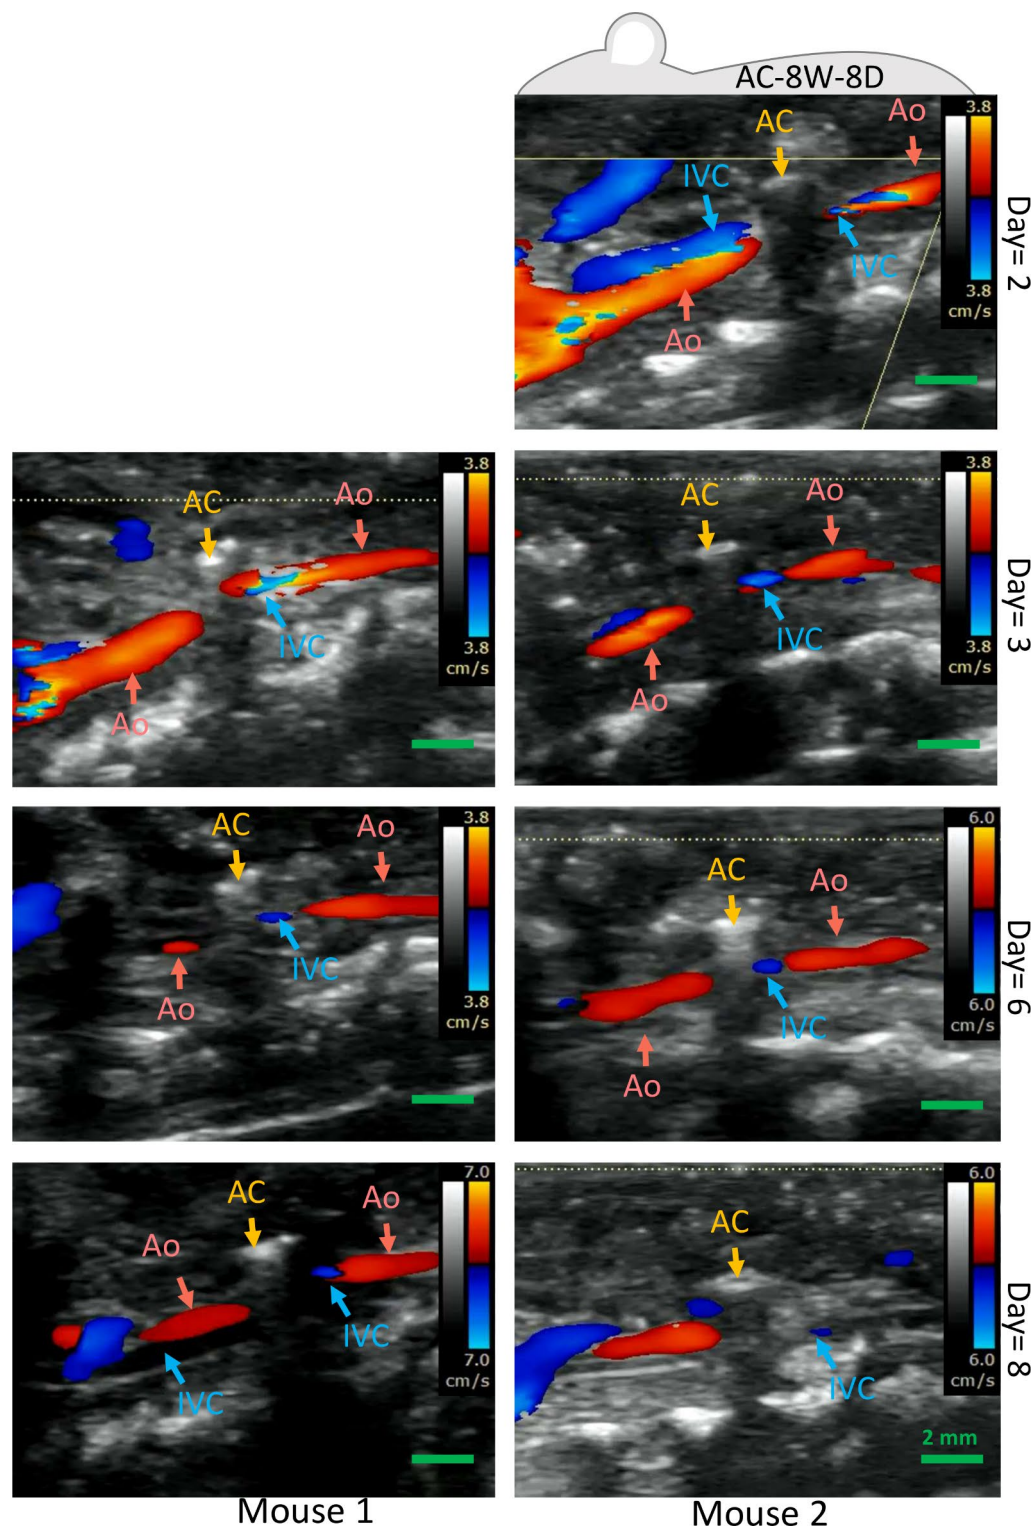 AC-8W-8D
Ao
AC
IVC
IVC
Ao
3.8
3.8
cm/s
Day= 2
AC
Ao
IVC
Ao
3.8
3.8
cm/s
AC
Ao
IVC
Ao
3.8
3.8
cm/s
Day= 3
AC
Ao
IVC
Ao
3.8
3.8
cm/s
AC
Ao
IVC
Ao
6.0
6.0
cm/s
Day= 6
AC
Ao
Ao
IVC
IVC
7.0
7.0
cm/s
AC
IVC
6.0
6.0
cm/s
2 mm
Day= 8
Mouse 1
Mouse 2